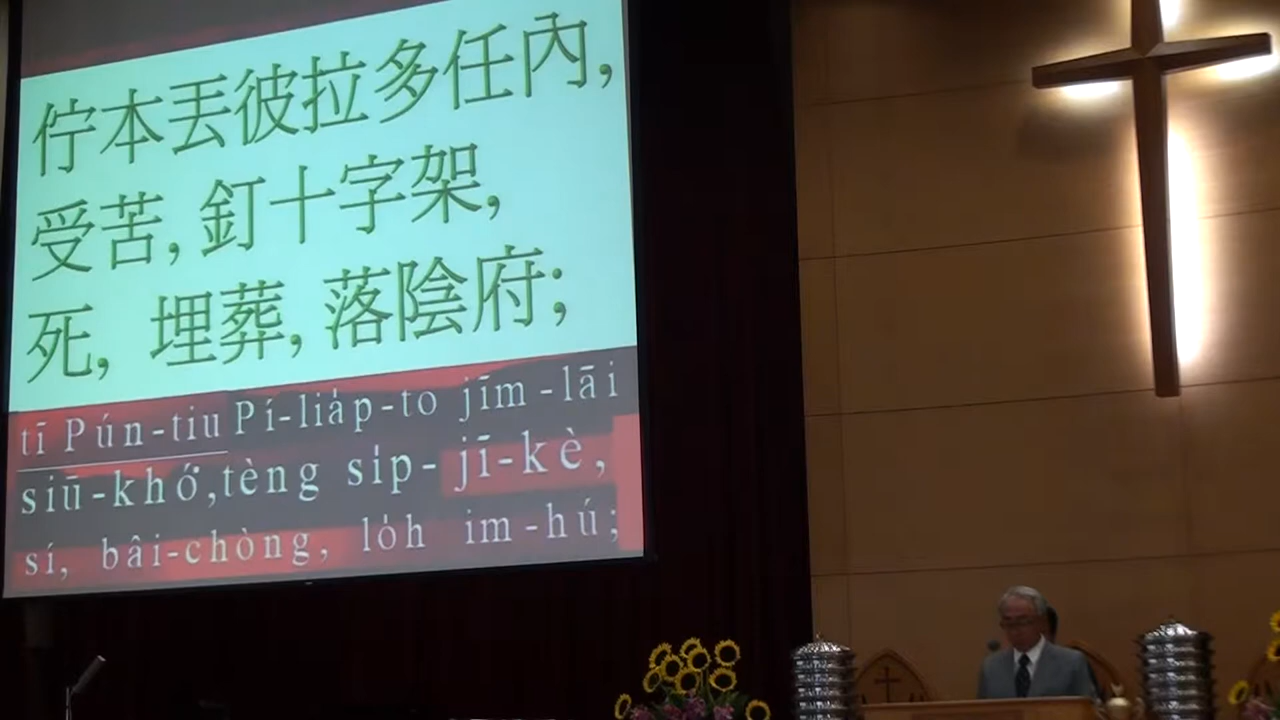 佇本丟彼拉多任內,
受苦, 釘十字架,
死, 埋葬, 落陰府;
tī Pún-tiu Pí-lia̍p-to jīm-lāi
siū-khó͘, tèng si̍p-jī-kè,
sí, bâi-chòng, lo̍h im-hú;